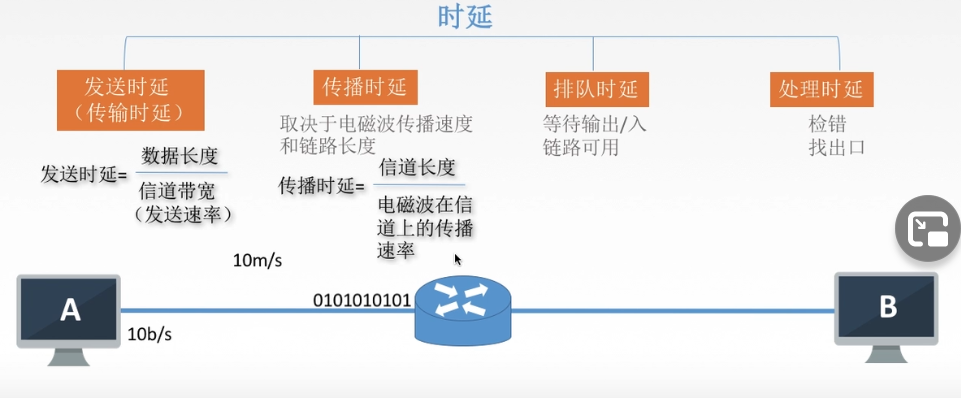 时延
发送时延
（传输时延）
传播时延
排队时延
处理时延
取决于电磁波传播速度
和链路长度
等待输出/入
链路可用
检错
找出口
发送时延=
数据长度
信道带宽
（发送速率）
传播时延=
信道长度
电磁波在信
道上的传播
速率
10m/s
0101010101
A
10b/s
B